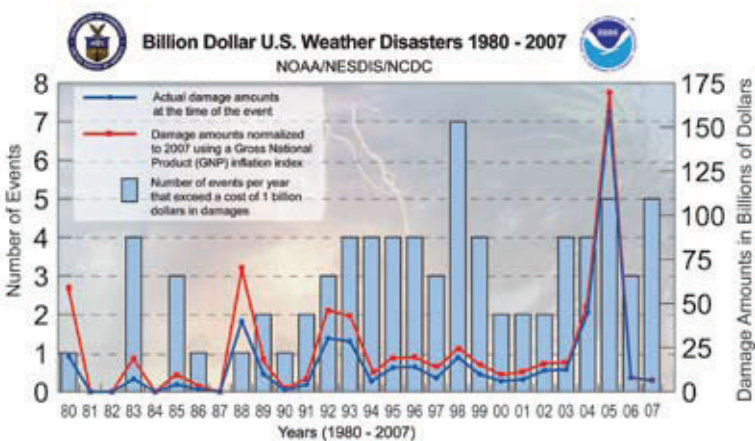 Billion Dollar U.S. Weather Disasters 1980 - 2007
NOAA/NESDIS/NCDC
Number of Events
8
7
6
5
4
3
2
1
0
Actual damage amounts
at the time of the event
Damage amounts normalized
to 2007 using a Gross National
Product (GNP) inflation index
Number of events per year
that exceed a cost of 1 billion
dollars in damages
175
150
125
100
75
50
25
0
Damage Amounts in Billions of Dollars
80 81 82 83 84 85 86 87 88 89 90 91 92 93 94 95 96 97 98 99 00 01 02 03 04 05 06 07
Years (1980 - 2007)